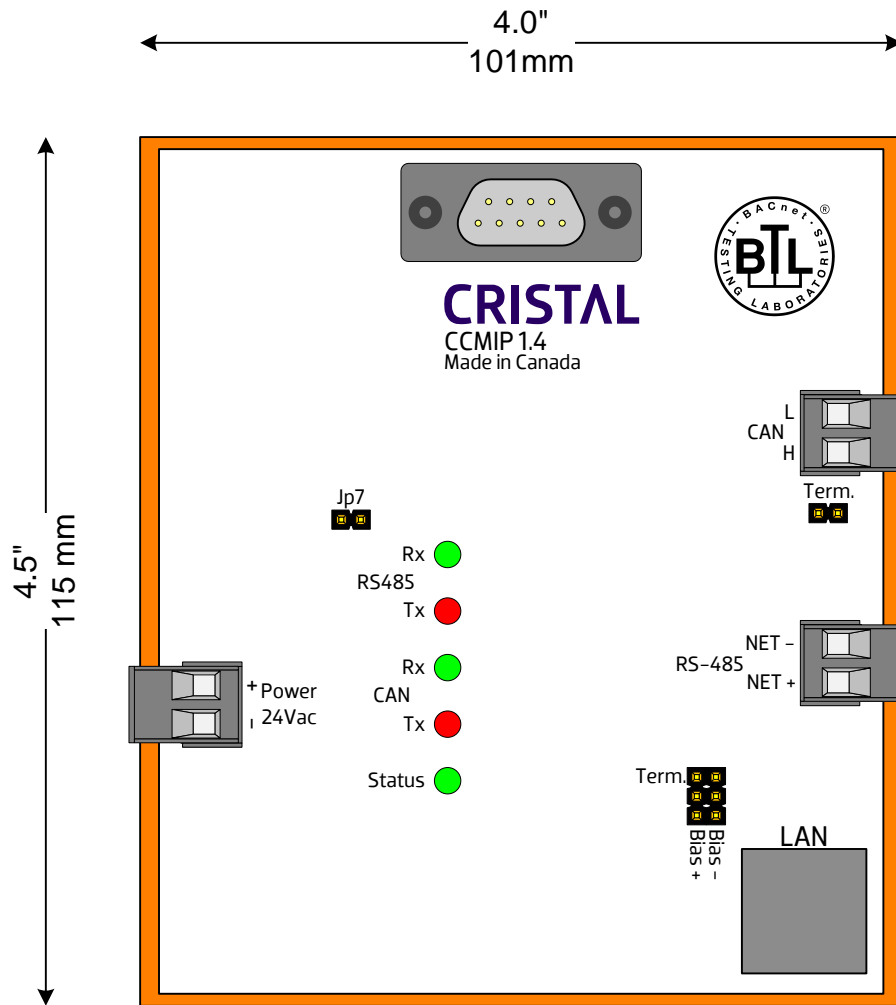 4.0"
101mm
4.5"
115 mm
BACnet · TESTING LABORATORIES ·
®
BTL
CRISTAL
CCMIP 1.4
Made in Canada
L
CAN
H
Term.
Jp7
Rx
RS485
Tx
Rx
CAN
Tx
Status
NET -
RS-485
NET +
+ Power
- 24Vac
Term.
Bias +
Bias -
LAN